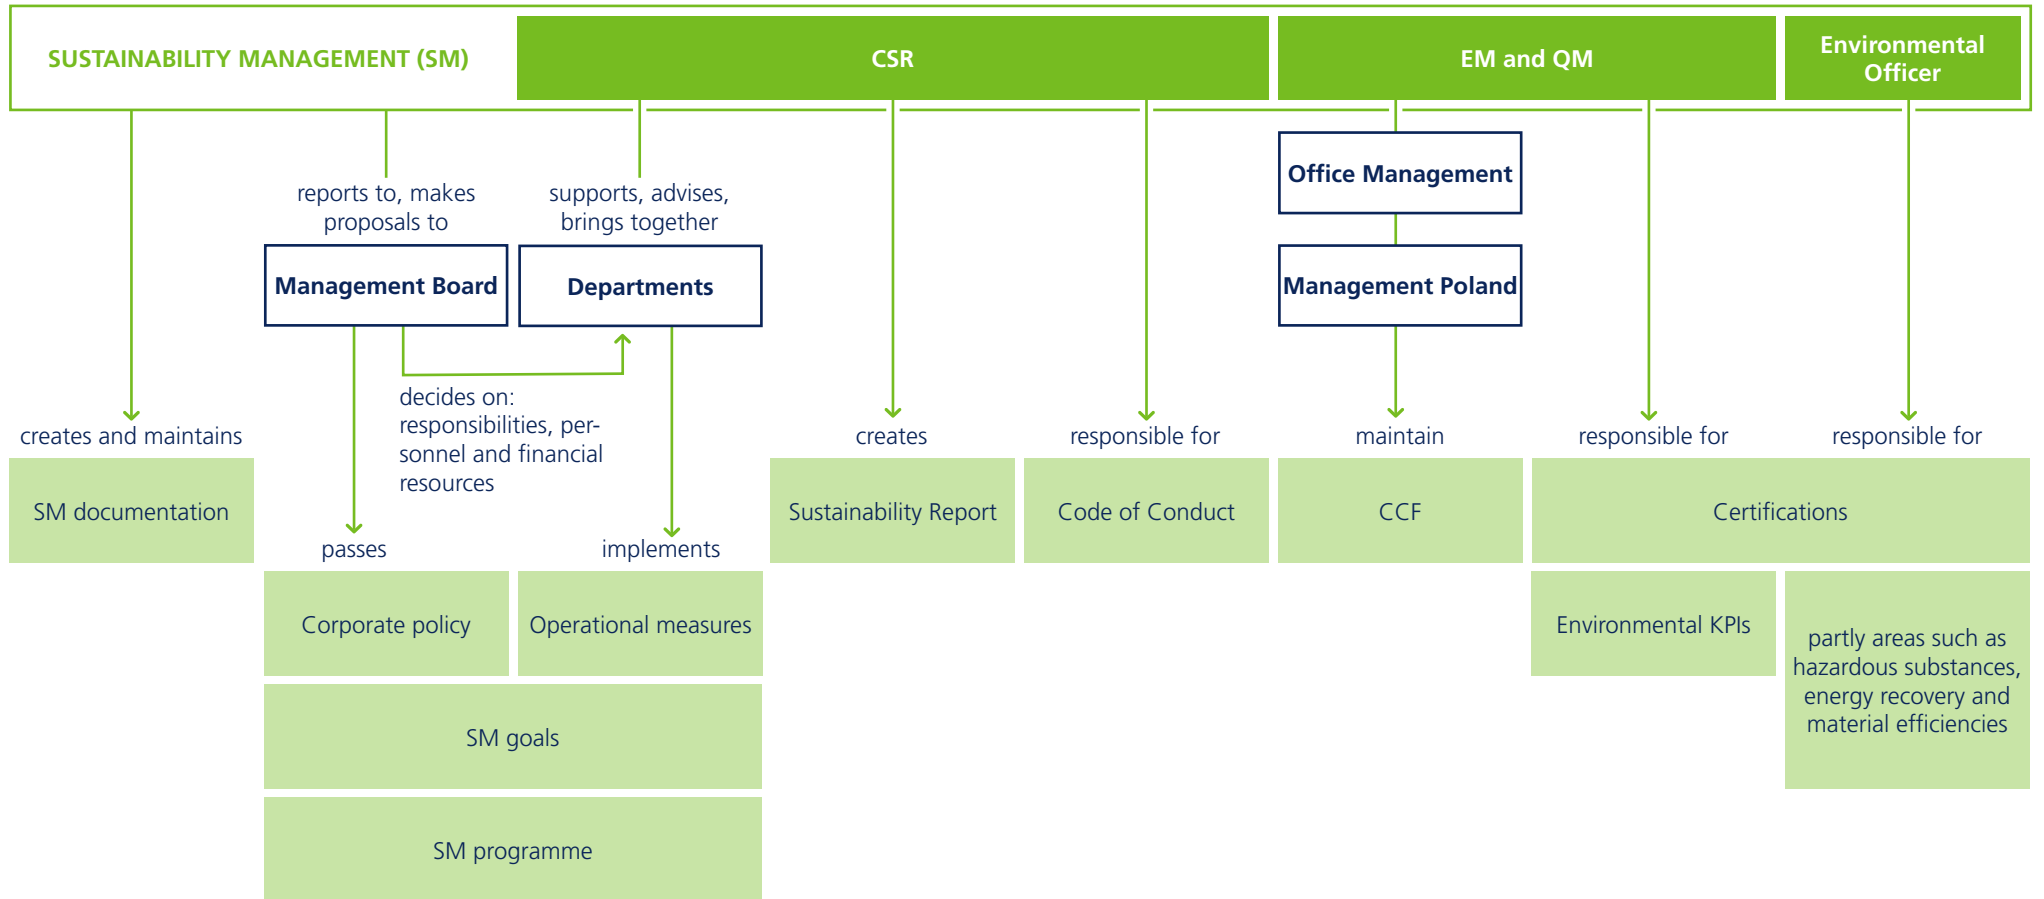 SUSTAINABILITY MANAGEMENT (SM)
CSR
EM and QM
Environmental
Officer
reports to, makes
proposals to
Management Board
supports, advises,
brings together
Departments
Office Management
Management Poland
decides on:
responsibilities, per-
sonnel and financial
resources
creates and maintains
SM documentation
passes
Corporate policy
implements
Operational measures
SM goals
SM programme
creates
Sustainability Report
responsible for
Code of Conduct
maintain
CCF
responsible for
responsible for
Certifications
Environmental KPIs
partly areas such as
hazardous substances,
energy recovery and
material efficiencies